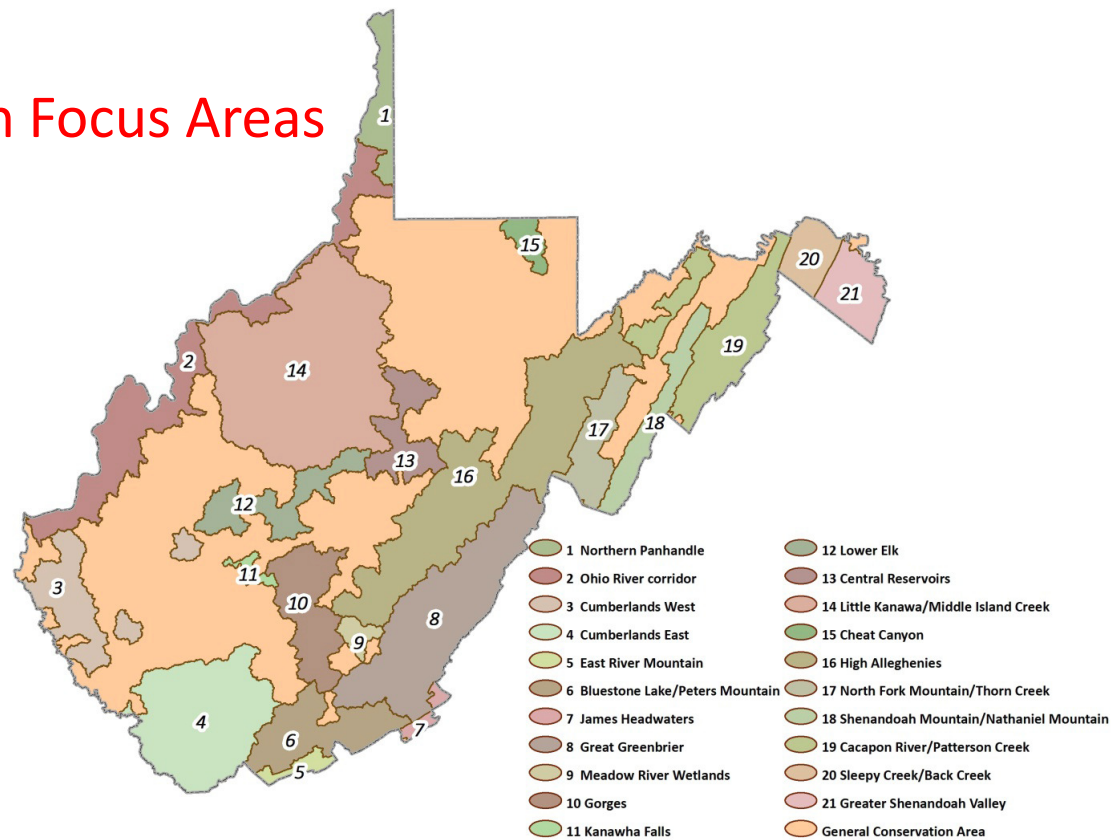 n Focus Areas
1
15
20
21
2
14
19
17
18
13
16
12
3
11
10
8
9
4
7
6
5
1 Northern Panhandle
2 Ohio River corridor
3 Cumberlands West
4 Cumberlands East
5 East River Mountain
6 Bluestone Lake/Peters Mountain
7 James Headwaters
8 Great Greenbrier
9 Meadow River Wetlands
10 Gorges
11 Kanawha Falls
12 Lower Elk
13 Central Reservoirs
14 Little Kanawa/Middle Island Creek
15 Cheat Canyon
16 High Alleghenies
17 North Fork Mountain/Thorn Creek
18 Shenandoah Mountain/Nathaniel Mountain
19 Cacapon River/Patterson Creek
20 Sleepy Creek/Back Creek
21 Greater Shenandoah Valley
General Conservation Area